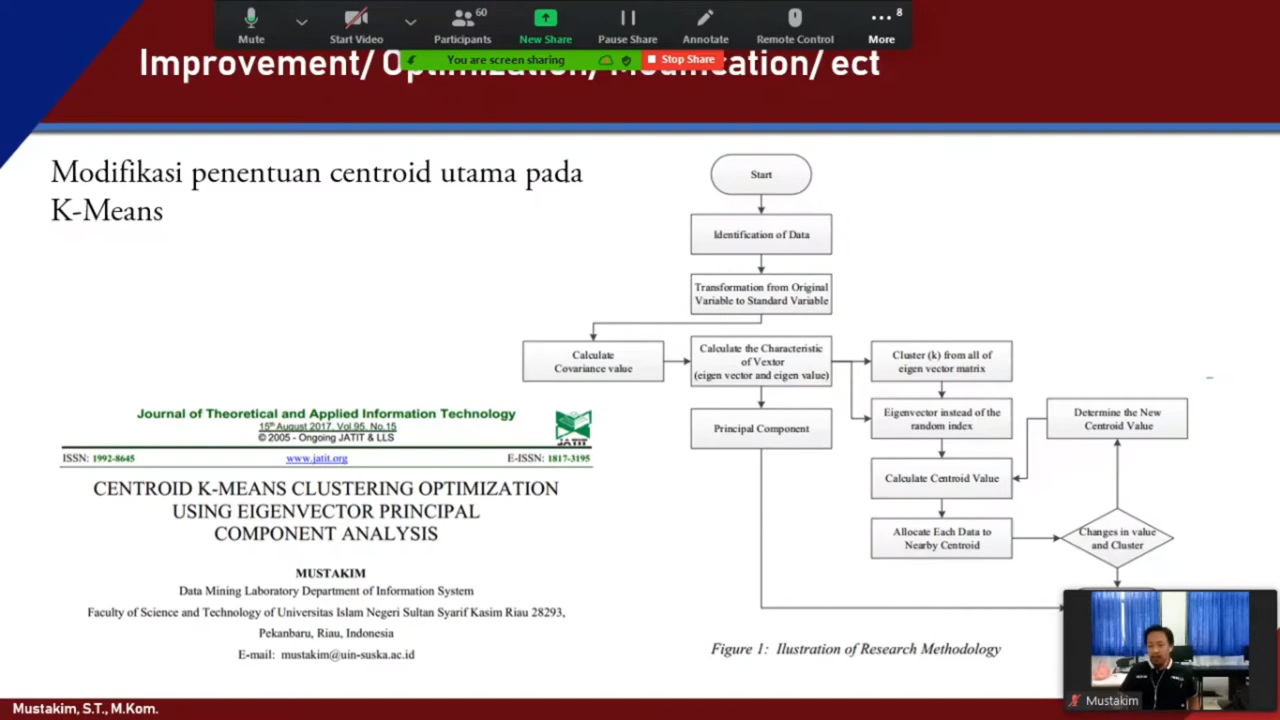 Mute
Start Video
Participants
60
New Share
Pause Share
Annotate
Remote Control
More
8
You are screen sharing
Stop Share
Improvement/ Optimization/ Modification/ ect
Modifikasi penentuan centroid utama pada
K-Means
Journal of Theoretical and Applied Information Technology
15th August 2017. Vol.95. No.15
© 2005 - Ongoing JATIT & LLS
JATIT
ISSN: 1992-8645
www.jatit.org
E-ISSN: 1817-3195
CENTROID K-MEANS CLUSTERING OPTIMIZATION
USING EIGENVECTOR PRINCIPAL
COMPONENT ANALYSIS
MUSTAKIM
Data Mining Laboratory Department of Information System
Faculty of Science and Technology of Universitas Islam Negeri Sultan Syarif Kasim Riau 28293,
Pekanbaru, Riau, Indonesia
E-mail: mustakim@uin-suska.ac.id
Start
Identification of Data
Transformation from Original
Variable to Standard Variable
Calculate
Covariance value
Calculate the Characteristic
of Vextor
(eigen vector and eigen value)
Cluster (k) from all of
eigen vector matrix
Principal Component
Eigenvector instead of the
random index
Determine the New
Centroid Value
Calculate Centroid Value
Allocate Each Data to
Nearby Centroid
Changes in value
and Cluster
Figure 1: Ilustration of Research Methodology
Mustakim
Mustakim, S.T., M.Kom.